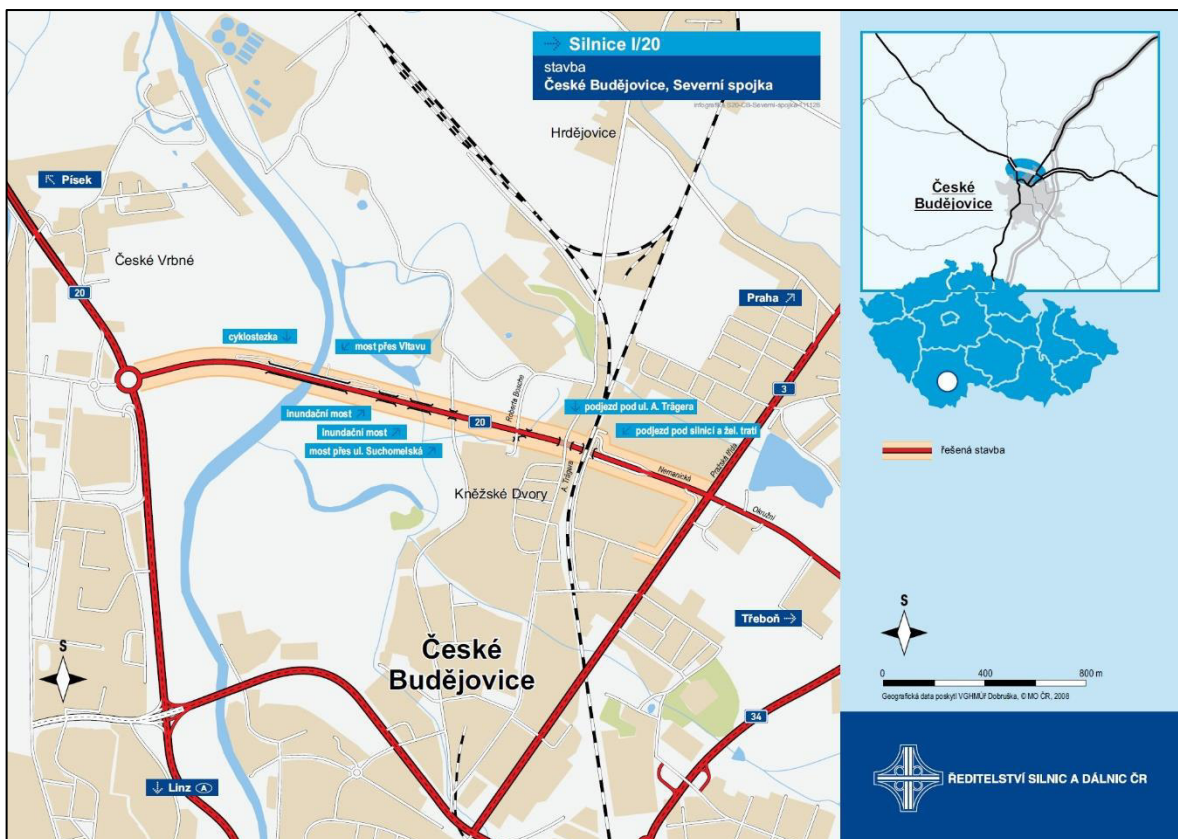 → Silnice I/20
stavba
České Budějovice, Severní spojka
Hrdějovice
↖ Písek
České Vrbné
20
Praha ↗
cyklostezka ↓
↙ most přes Vltavu
3
Roberta Bosche
20
↓ podjezd pod ul. A. Trägera
↙ podjezd pod silnicí a žel. tratí
Inundační most ↗
Inundační most ↗
most přes ul. Suchomelská ↗
A. Trägera
Kněžské Dvory
Nemanická
Pražská třída
Okružní
Třeboň →
České
Budějovice
S
34
↓ Linz A
České
Budějovice
řešená stavba
S
0 400 800 m
Geografická data poskytl VGHMÚř Dobruška, © MO ČR, 2008
ŘEDITELSTVÍ SILNIC A DÁLNIC ČR